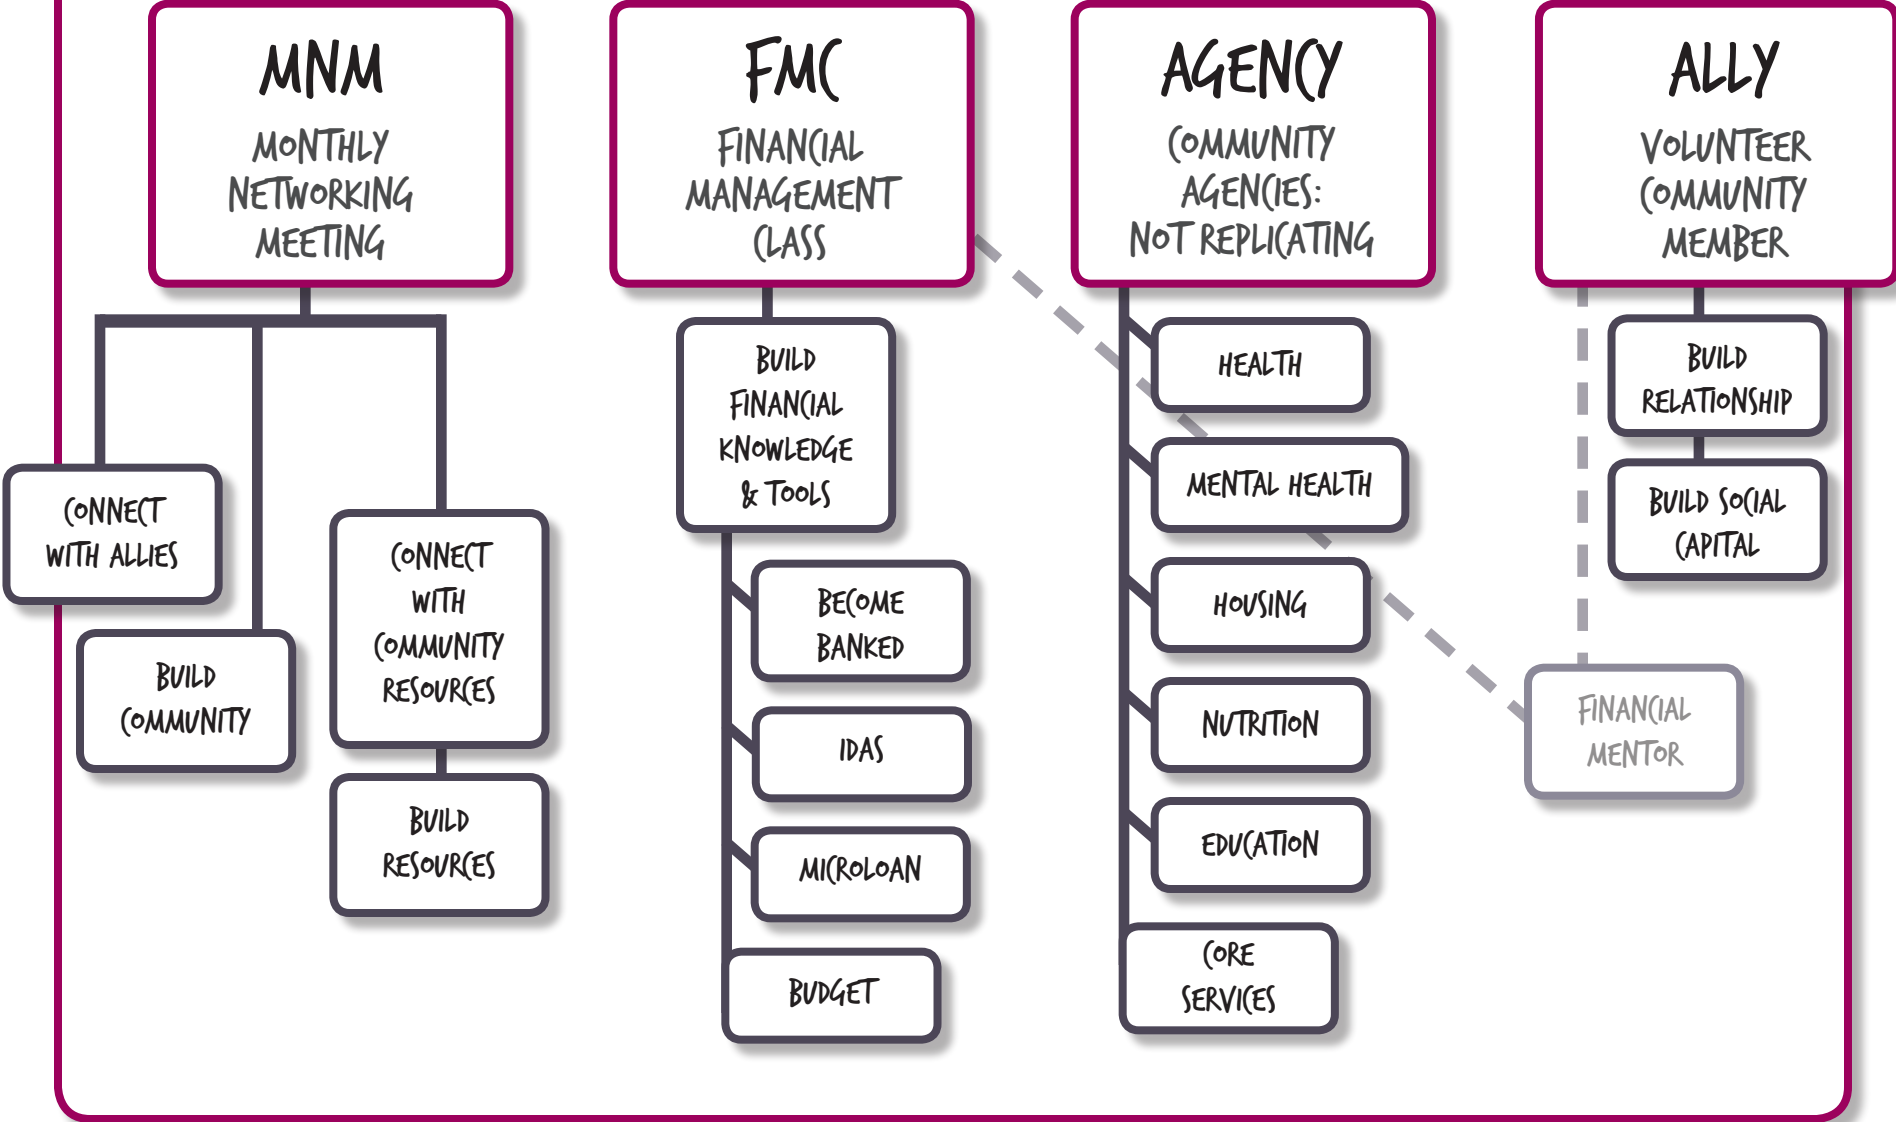 MNM
MONTHLY
NETWORKING
MEETING
CONNECT
WITH ALLIES
BUILD
COMMUNITY
CONNECT
WITH
COMMUNITY
RESOURCES
BUILD
RESOURCES
FMC
FINANCIAL
MANAGEMENT
CLASS
BUILD
FINANCIAL
KNOWLEDGE
& TOOLS
BECOME
BANKED
IDAS
MICROLOAN
BUDGET
AGENCY
COMMUNITY
AGENCIES:
NOT REPLICATING
HEALTH
MENTAL HEALTH
HOUSING
NUTRITION
EDUCATION
CORE
SERVICES
ALLY
VOLUNTEER
COMMUNITY
MEMBER
BUILD
RELATIONSHIP
BUILD SOCIAL
CAPITAL
FINANCIAL
MENTOR